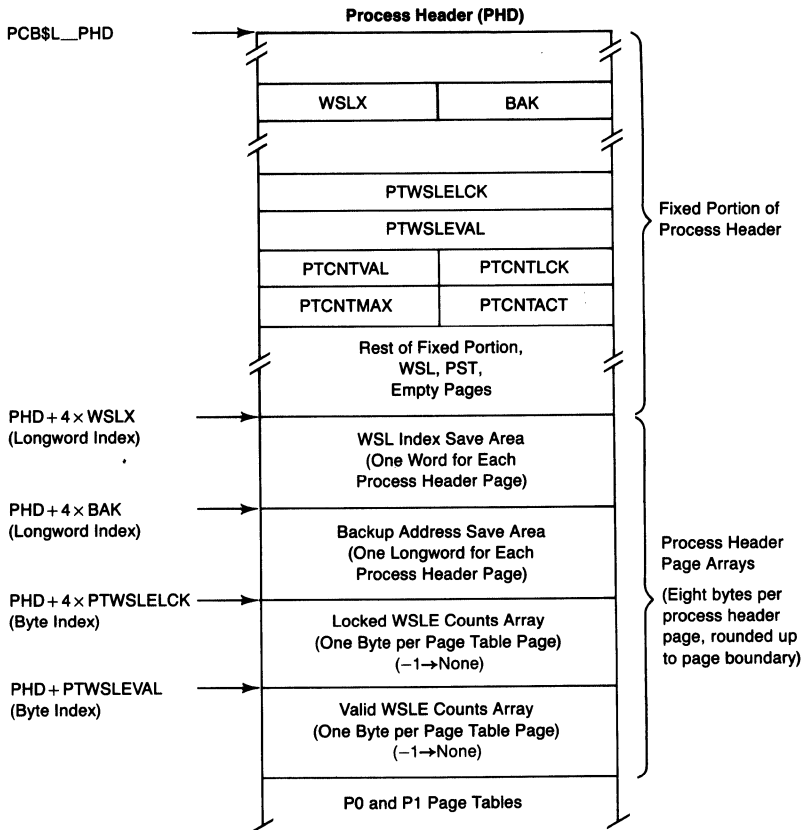 Process Header (PHD)
PCB$L__PHD
WSLX BAK
PTWSLELCK
PTWSLEVAL
PTCNTVAL PTCNTLCK
PTCNTMAX PTCNTACT
Rest of Fixed Portion,
WSL, PST,
Empty Pages
Fixed Portion of
Process Header
PHD + 4 × WSLX
(Longword Index)
WSL Index Save Area
(One Word for Each
Process Header Page)
PHD + 4 × BAK
(Longword Index)
Backup Address Save Area
(One Longword for Each
Process Header Page)
PHD + 4 × PTWSLELCK
(Byte Index)
Locked WSLE Counts Array
(One Byte per Page Table Page)
(−1→None)
PHD + PTWSLEVAL
(Byte Index)
Valid WSLE Counts Array
(One Byte per Page Table Page)
(−1→None)
Process Header
Page Arrays
(Eight bytes per
process header
page, rounded up
to page boundary)
P0 and P1 Page Tables